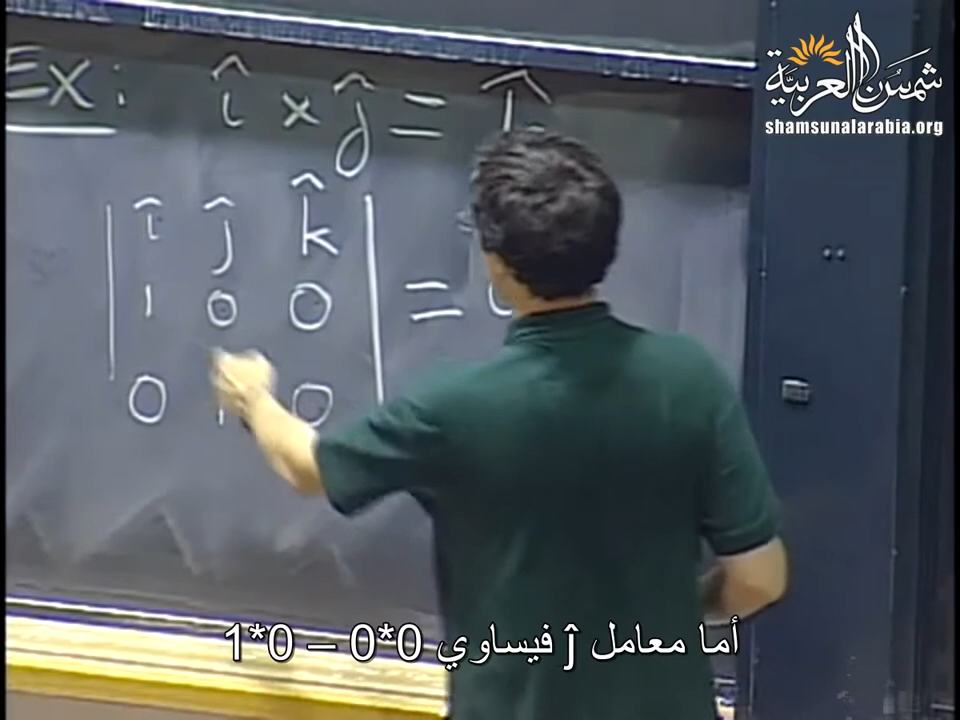 شمس العربية
shamsunalarabia.org
Ex: î × ĵ = k̂
î ĵ k̂
1 0 0 =
0 1 0
أما معامل ĵ فيساوي 0*0 – 0*1